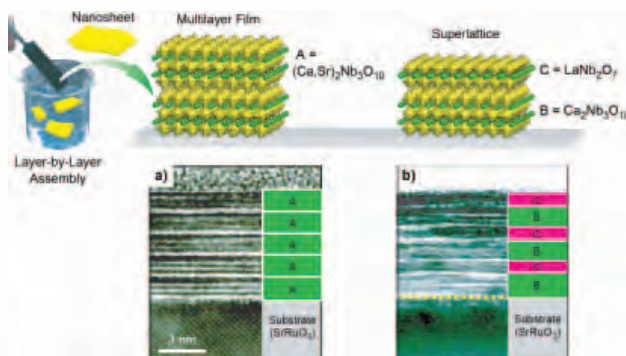 Nanosheet
Multilayer Film
Superlattice
A =
(Ca,Sr)₂Nb₃O₁₀
C = LaNb₂O₇
B = Ca₂Nb₃O₁₀
Layer-by-Layer
Assembly
a)
b)
A
A
A
A
A
C
B
C
B
C
B
Substrate
(SrRuO₃)
Substrate
(SrRuO₃)
3 nm